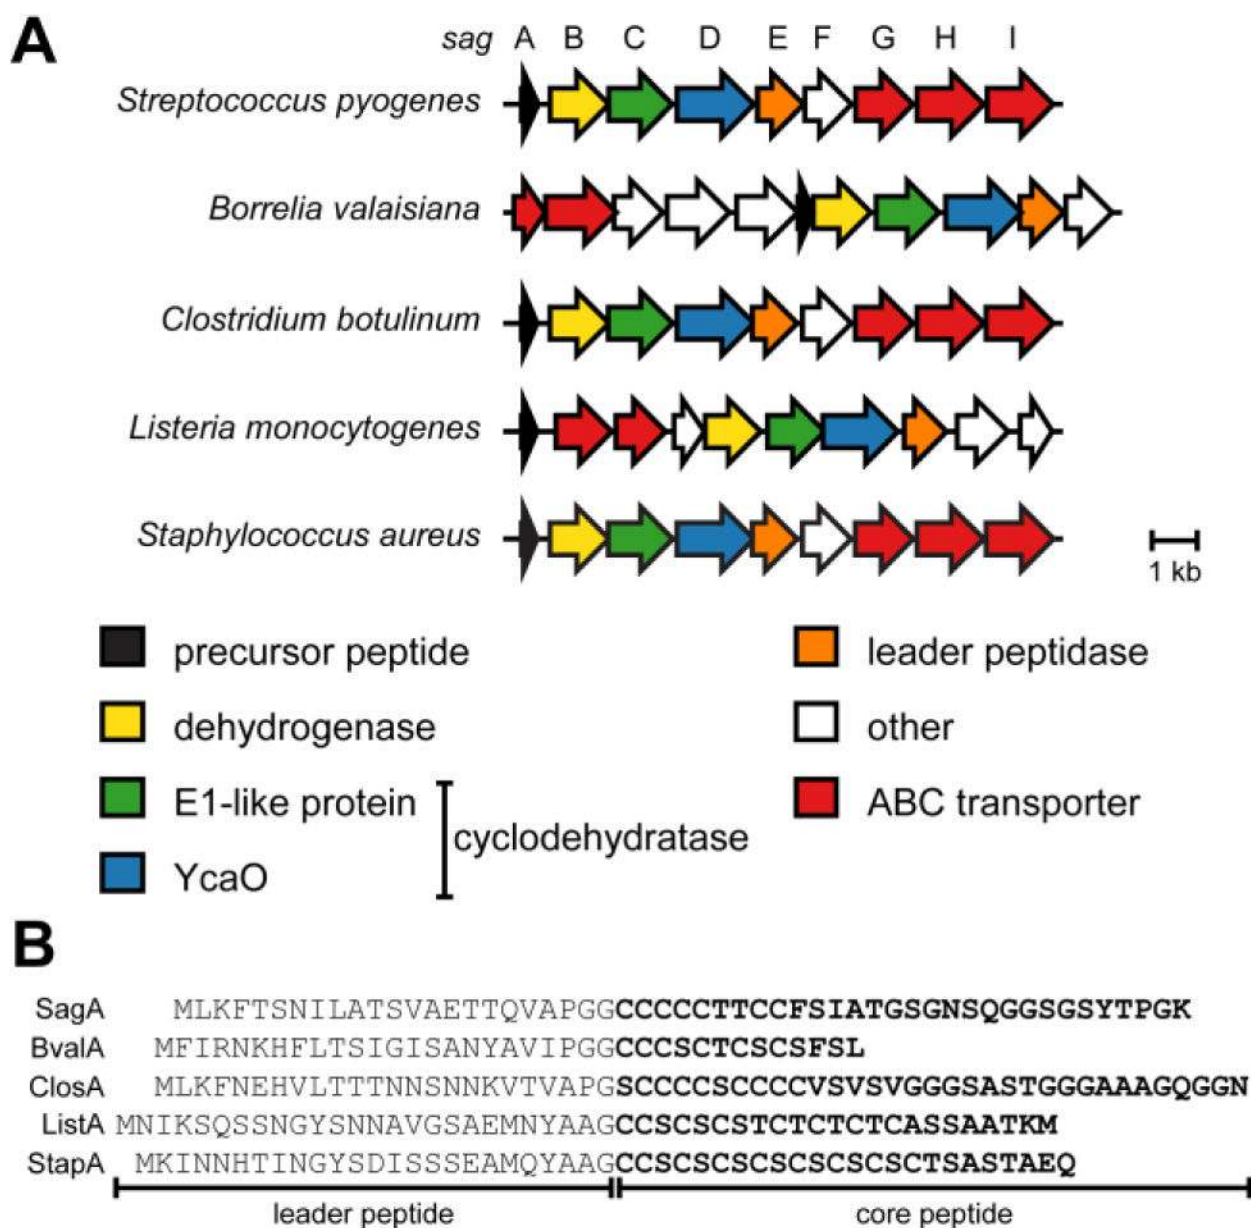 A
sag A B C D E F G H I
Streptococcus pyogenes
Borrelia valaisiana
Clostridium botulinum
Listeria monocytogenes
Staphylococcus aureus
1 kb
precursor peptide
dehydrogenase
E1-like protein
YcaO
cyclodehydratase
leader peptidase
other
ABC transporter
B
SagA MLKFTSNILATSVAETTQVAPGGCCCCCTTCCFSIATGSGNSQGGSGSYTPGK
BvalA MFIRNKHFLTSIGISANYAVIPGGCCCSCTCSCSFSL
ClosA MLKFNEHVLTTTNNSNNKVTVAPGSCCCCSCCCCVSVSVGGGSASTGGGAAAGQGGN
ListA MNIKSQSSNGYSNNAVGSAEMNYAAGCCSCSCSTCTCTCTCASSAATKM
StapA MKINNHTINGYSDISSSEAMQYAAGCCSCSCSCSCSCSCSCTSASTAEQ
leader peptide core peptide